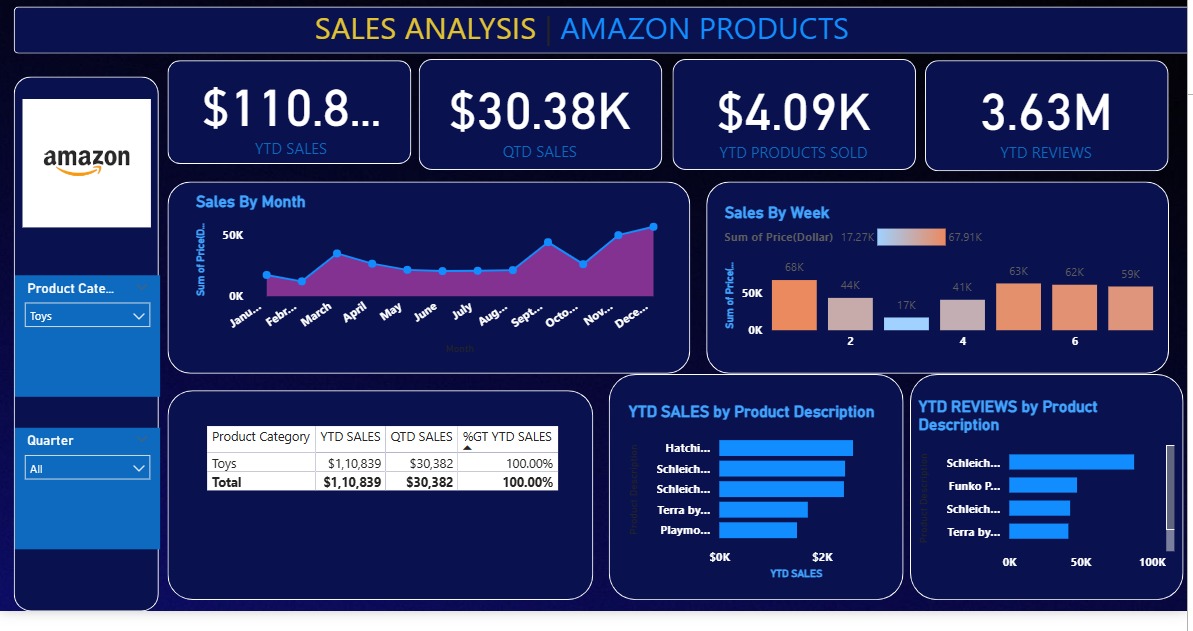 SALES ANALYSIS | AMAZON PRODUCTS
amazon
$110.8...
YTD SALES
$30.38K
QTD SALES
$4.09K
YTD PRODUCTS SOLD
3.63M
YTD REVIEWS
Product Cate...
Toys
Quarter
All
Sales By Month
Sum of Price(D...
50K
0K
Janu...
Febr...
March
April
May
June
July
Aug...
Sept...
Octo...
Nov...
Dece...
Month
Sales By Week
Sum of Price(Dollar) 17.27K 67.91K
Sum of Price(...
50K
0K
68K
44K
17K
41K
63K
62K
59K
2 4 6
Product Category YTD SALES QTD SALES %GT YTD SALES
Toys $1,10,839 $30,382 100.00%
Total $1,10,839 $30,382 100.00%
YTD SALES by Product Description
Product Description
Hatchi...
Schleich...
Schleich...
Terra by...
Playmo...
$0K $2K
YTD SALES
YTD REVIEWS by Product
Description
Product Description
Schleich...
Funko P...
Schleich...
Terra by...
0K 50K 100K